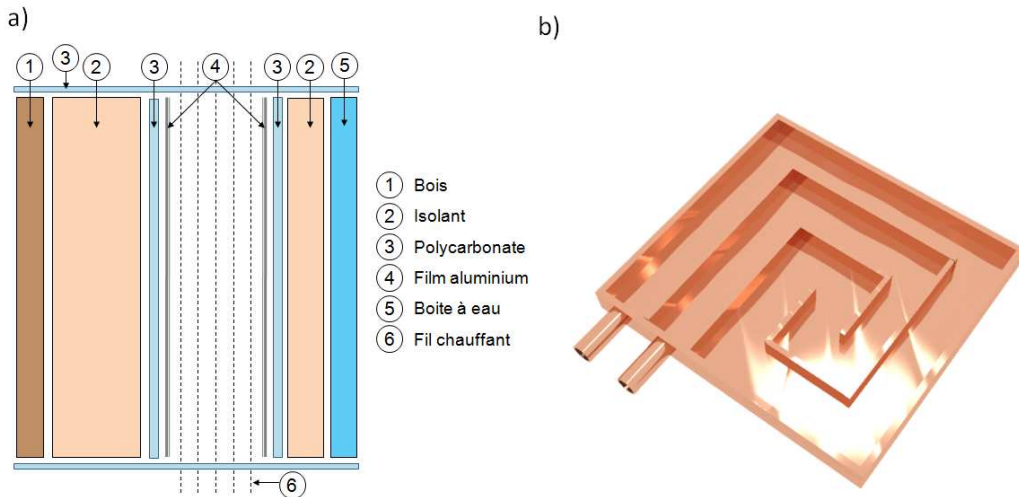 a)
b)
3
1 2 3 4 3 2 5
1 Bois
2 Isolant
3 Polycarbonate
4 Film aluminium
5 Boite à eau
6 Fil chauffant
6